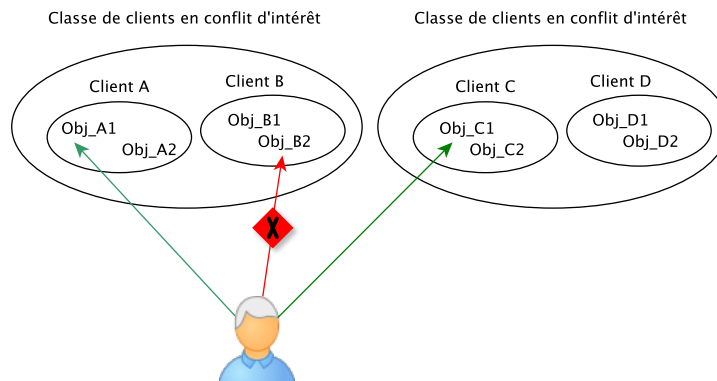 Classe de clients en conflit d'intérêt
Classe de clients en conflit d'intérêt
Client A
Client B
Client C
Client D
Obj_A1
Obj_A2
Obj_B1
Obj_B2
Obj_C1
Obj_C2
Obj_D1
Obj_D2
X